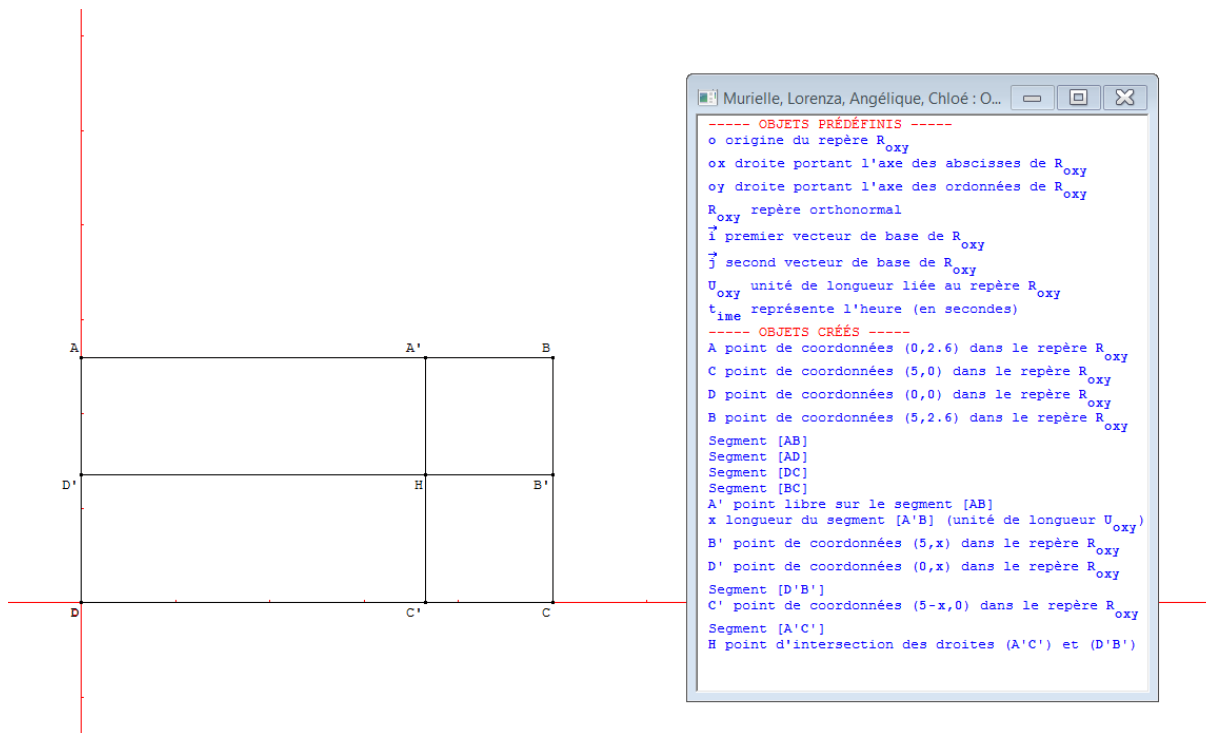 A A' B
D' H B'
D C' C
Murielle, Lorenza, Angélique, Chloé : O...
----- OBJETS PRÉDÉFINIS -----
o origine du repère Roxy
ox droite portant l'axe des abscisses de Roxy
oy droite portant l'axe des ordonnées de Roxy
Roxy repère orthonormal
i premier vecteur de base de Roxy
j second vecteur de base de Roxy
Uoxy unité de longueur liée au repère Roxy
time représente l'heure (en secondes)
----- OBJETS CRÉÉS -----
A point de coordonnées (0,2.6) dans le repère Roxy
C point de coordonnées (5,0) dans le repère Roxy
D point de coordonnées (0,0) dans le repère Roxy
B point de coordonnées (5,2.6) dans le repère Roxy
Segment [AB]
Segment [AD]
Segment [DC]
Segment [BC]
A' point libre sur le segment [AB]
x longueur du segment [A'B] (unité de longueur Uoxy)
B' point de coordonnées (5,x) dans le repère Roxy
D' point de coordonnées (0,x) dans le repère Roxy
Segment [D'B']
C' point de coordonnées (5-x,0) dans le repère Roxy
Segment [A'C']
H point d'intersection des droites (A'C') et (D'B')